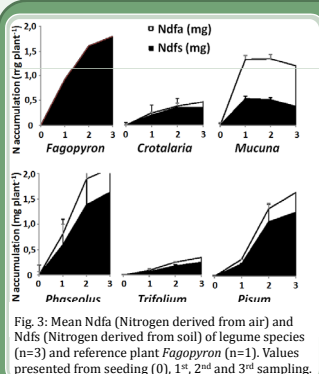 N accumulation (mg plant⁻¹)
2,0
1,5
1,0
0,5
0
□ Ndfa (mg)
■ Ndfs (mg)
0 1 2 3
0 1 2 3
0 1 2 3
Fagopyron Crotalaria Mucuna
N accumulation (mg plant⁻¹)
2,0
1,5
1,0
0,5
0
0 1 2 3
0 1 2 3
0 1 2 3
Phaseolus Trifolium Pisum
Fig. 3: Mean Ndfa (Nitrogen derived from air) and
Ndfs (Nitrogen derived from soil) of legume species
(n=3) and reference plant Fagopyron (n=1). Values
presented from seeding (0), 1st, 2nd and 3rd sampling.